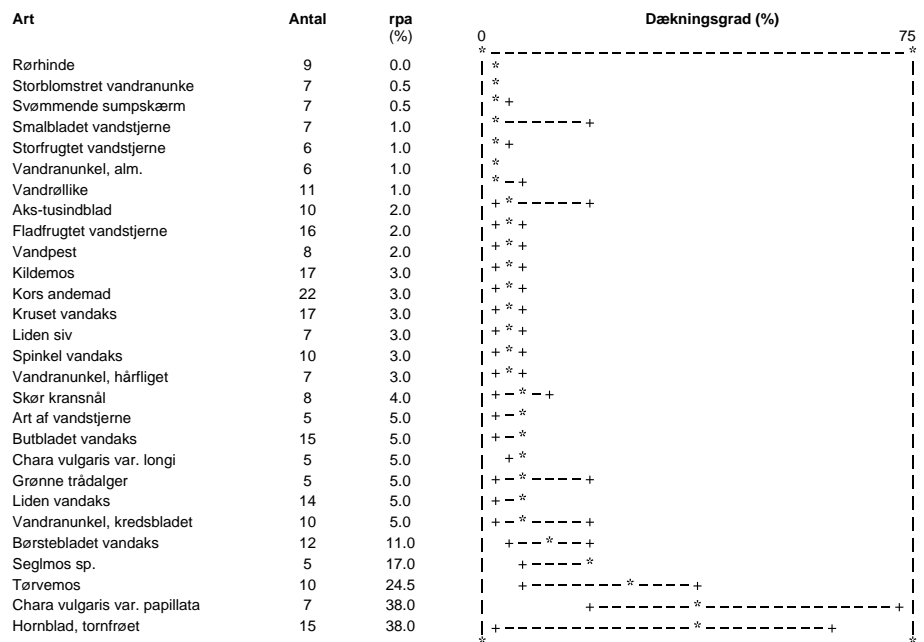 Art Antal rpa Dækningsgrad (%)
(%) 0 75
Rørhinde 9 0.0
Storblomstret vandranunke 7 0.5
Svømmende sumpskærm 7 0.5
Smalbladet vandstjerne 7 1.0
Storfrugtet vandstjerne 6 1.0
Vandranunkel, alm. 6 1.0
Vandrøllike 11 1.0
Aks-tusindblad 10 2.0
Fladfrugtet vandstjerne 16 2.0
Vandpest 8 2.0
Kildemos 17 3.0
Kors andemad 22 3.0
Kruset vandaks 17 3.0
Liden siv 7 3.0
Spinkel vandaks 10 3.0
Vandranunkel, hårfliget 7 3.0
Skør kransnål 8 4.0
Art af vandstjerne 5 5.0
Butbladet vandaks 15 5.0
Chara vulgaris var. longi 5 5.0
Grønne trådalger 5 5.0
Liden vandaks 14 5.0
Vandranunkel, kredsbladet 10 5.0
Børstebladet vandaks 12 11.0
Seglmos sp. 5 17.0
Tørvemos 10 24.5
Chara vulgaris var. papillata 7 38.0
Hornblad, tornfrøet 15 38.0